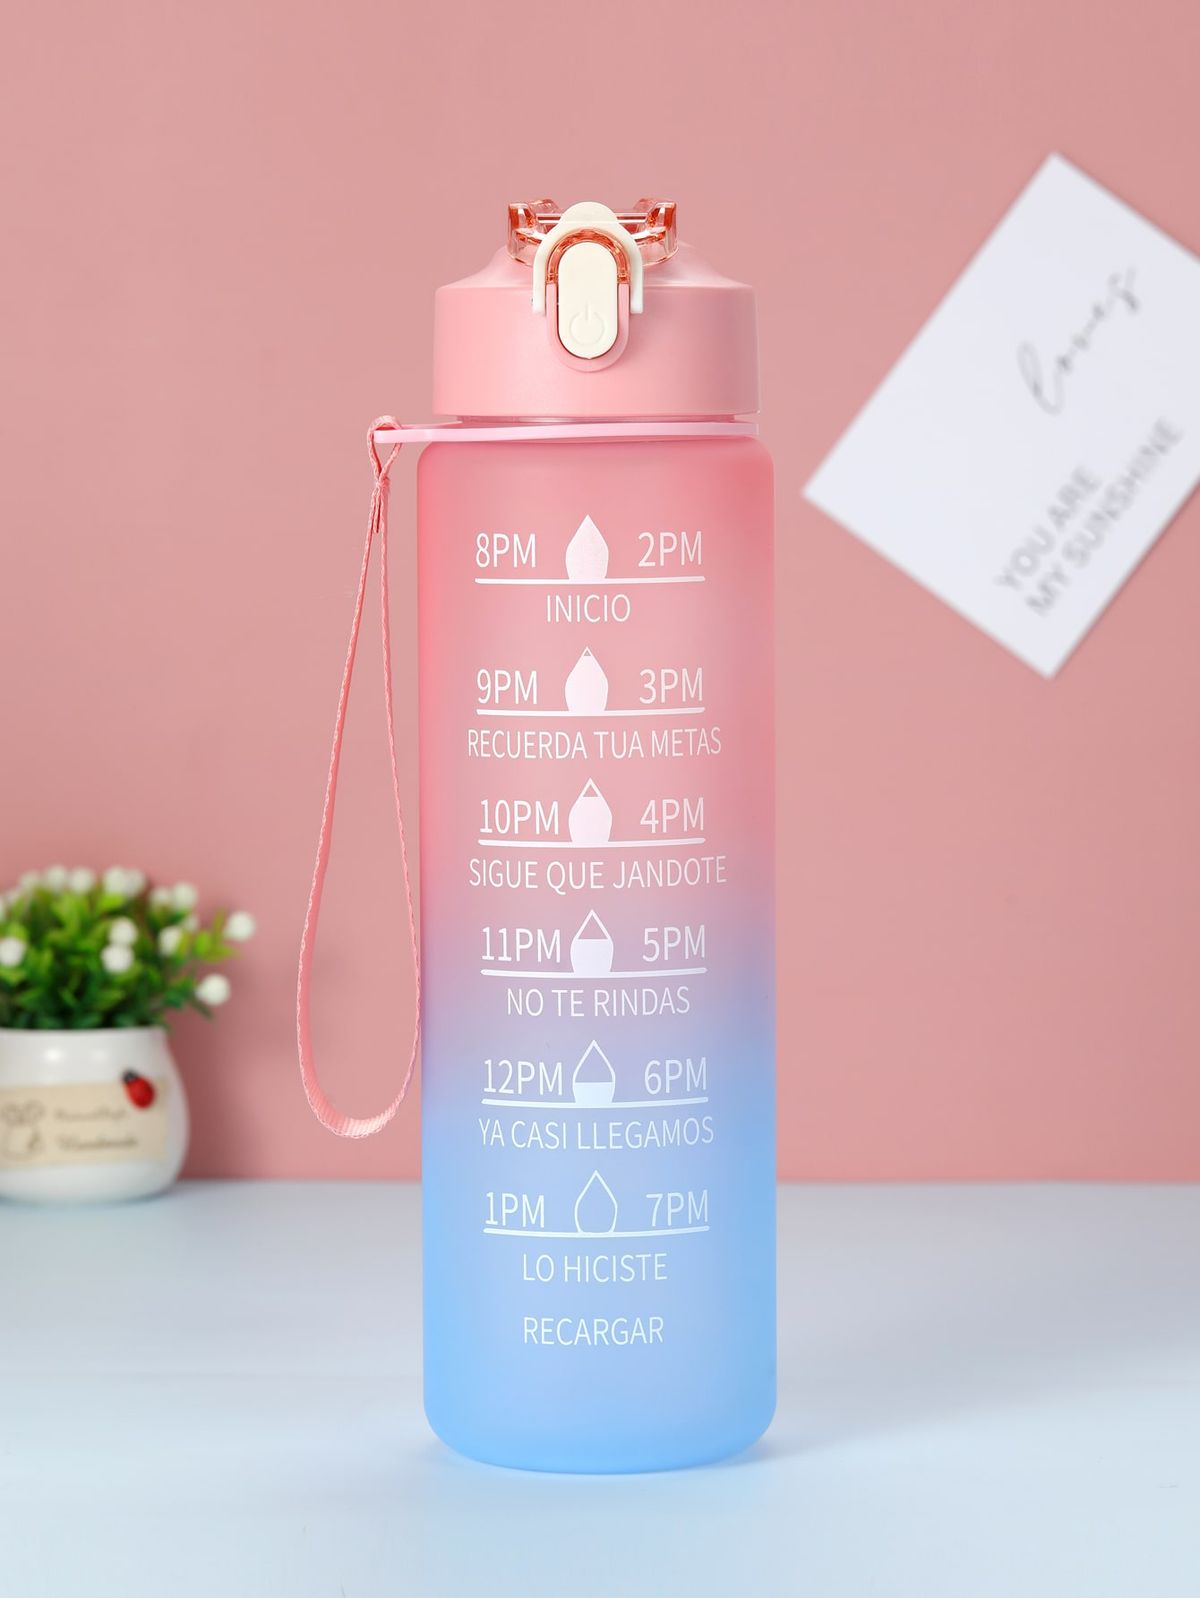 8PM 2PM
INICIO
9PM 3PM
RECUERDA TUA METAS
10PM 4PM
SIGUE QUE JANDOTE
11PM 5PM
NO TE RINDAS
12PM 6PM
YA CASI LLEGAMOS
1PM 7PM
LO HICISTE
RECARGAR
YOU ARE
MY SUNSHINE